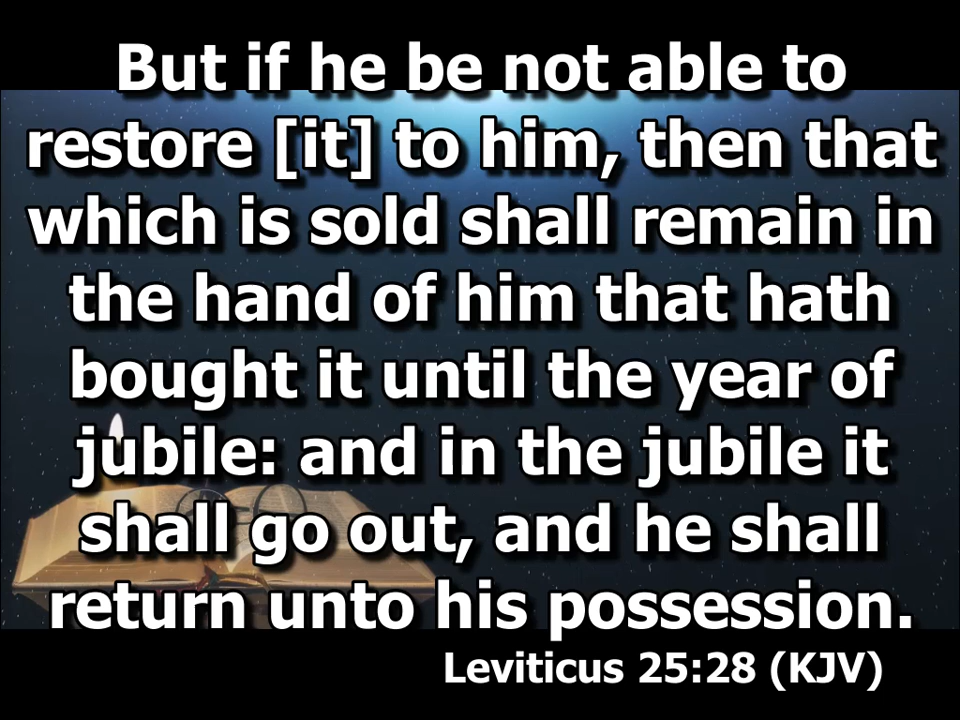 But if he be not able to
restore [it] to him, then that
which is sold shall remain in
the hand of him that hath
bought it until the year of
jubile: and in the jubile it
shall go out, and he shall
return unto his possession.
Leviticus 25:28 (KJV)